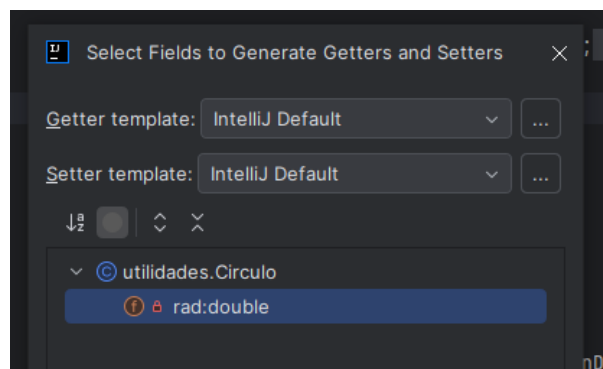 Select Fields to Generate Getters and Setters
Getter template: IntelliJ Default ...
Setter template: IntelliJ Default ...
utilidades.Circulo
rad:double